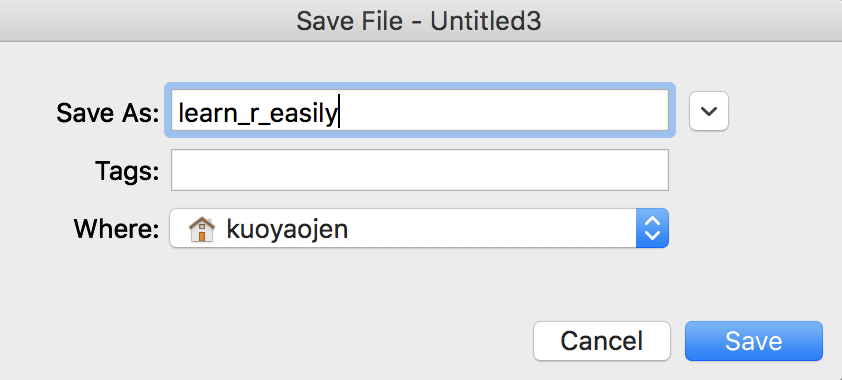 Save File - Untitled3
Save As: learn_r_easily
Tags:
Where: kuoyaojen
Cancel Save